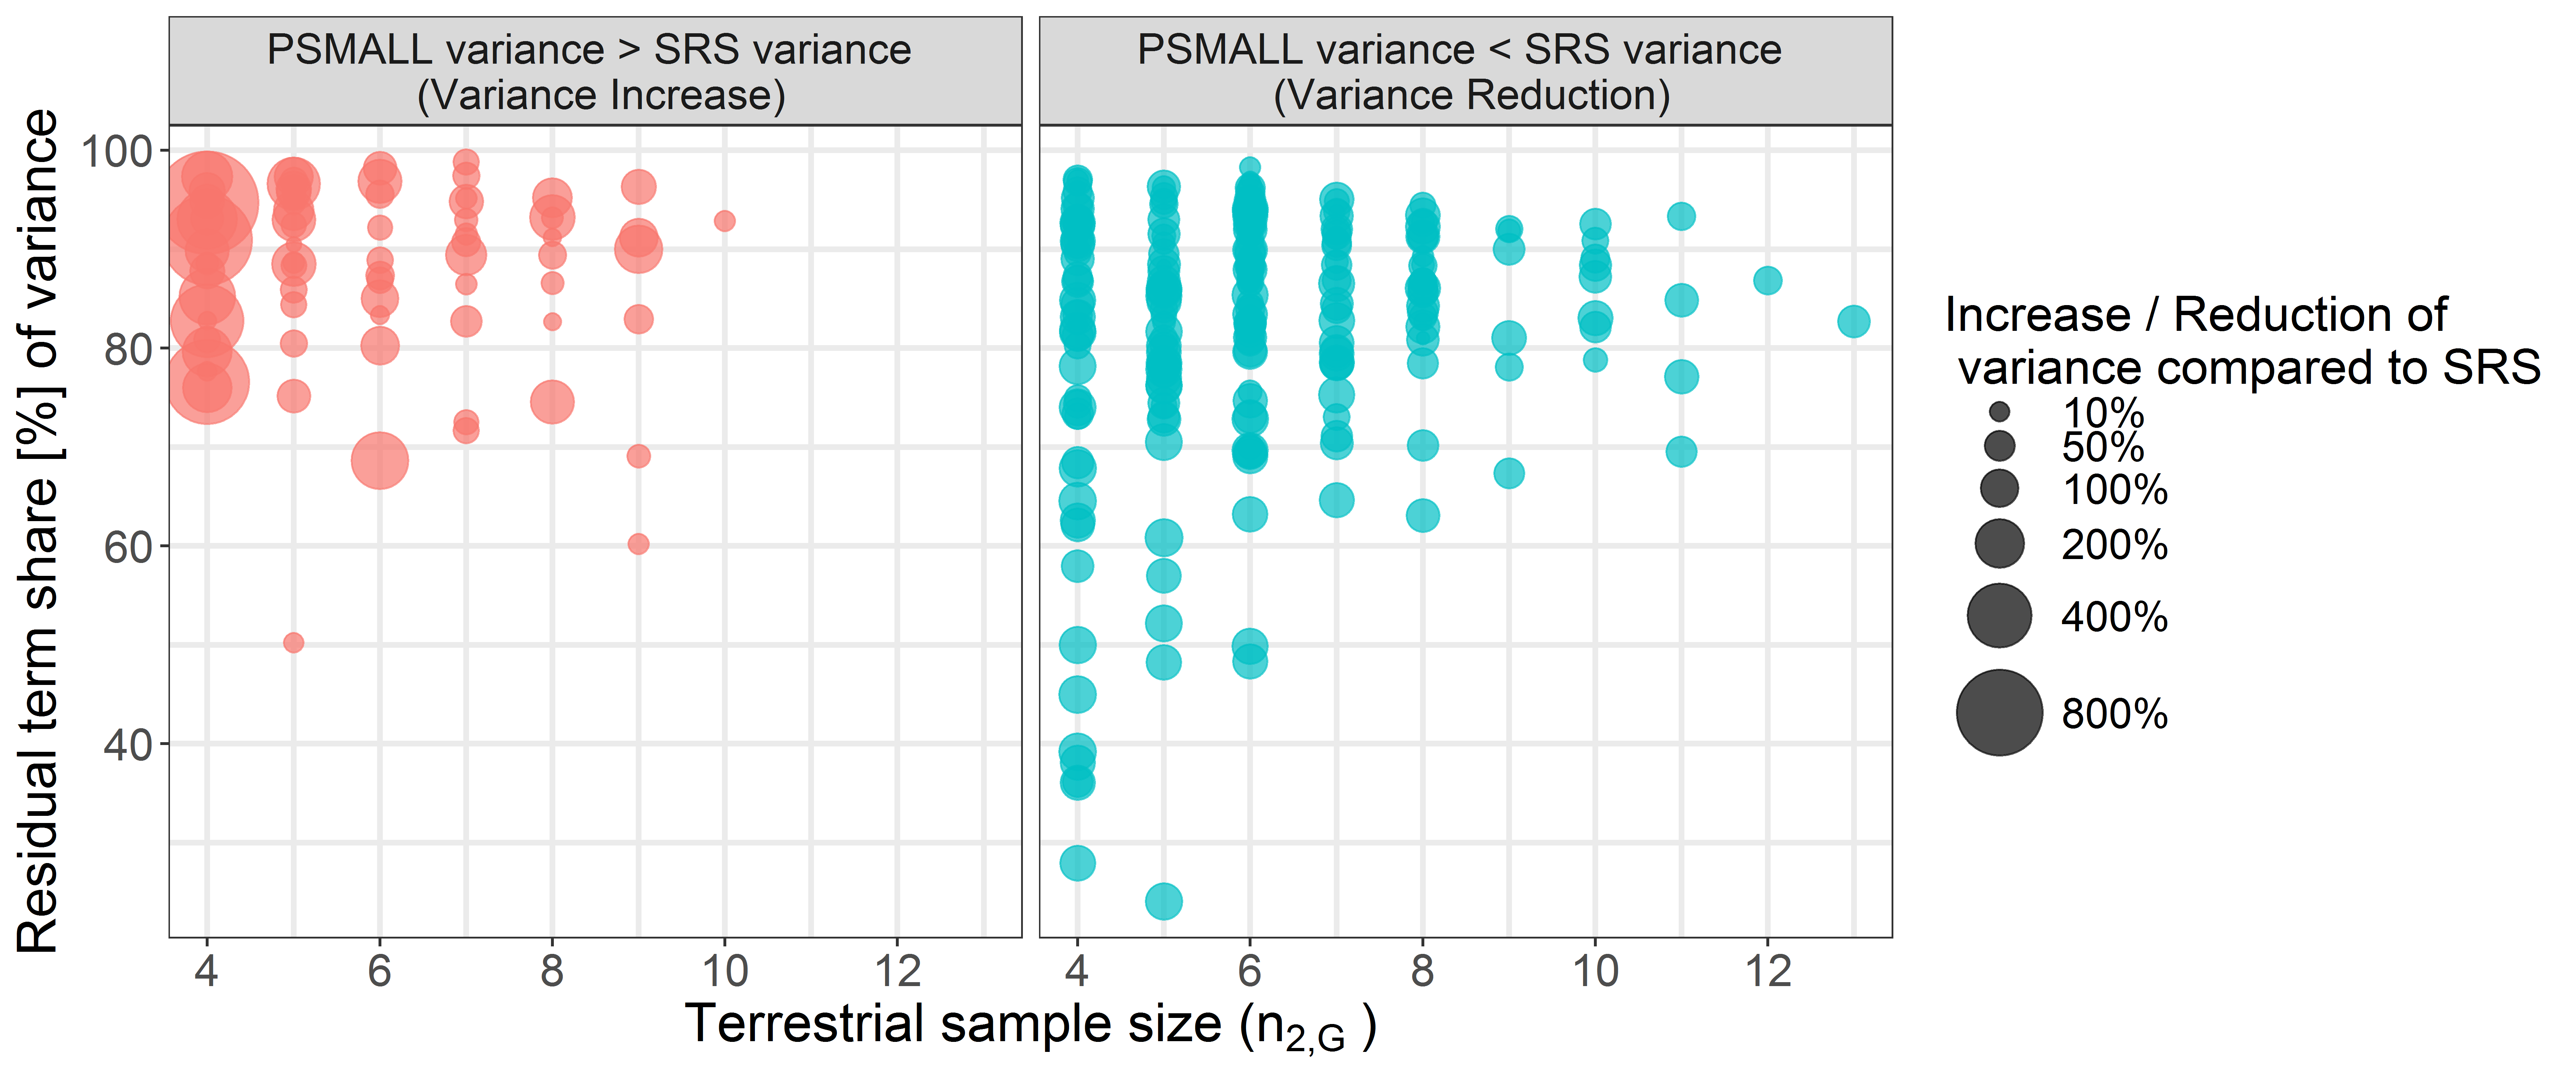 PSMALL variance > SRS variance
(Variance Increase)
PSMALL variance < SRS variance
(Variance Reduction)
Residual term share [%] of variance
100
80
60
40
4 6 8 10 12
4 6 8 10 12
Terrestrial sample size (n2,G )
Increase / Reduction of
variance compared to SRS
10%
50%
100%
200%
400%
800%